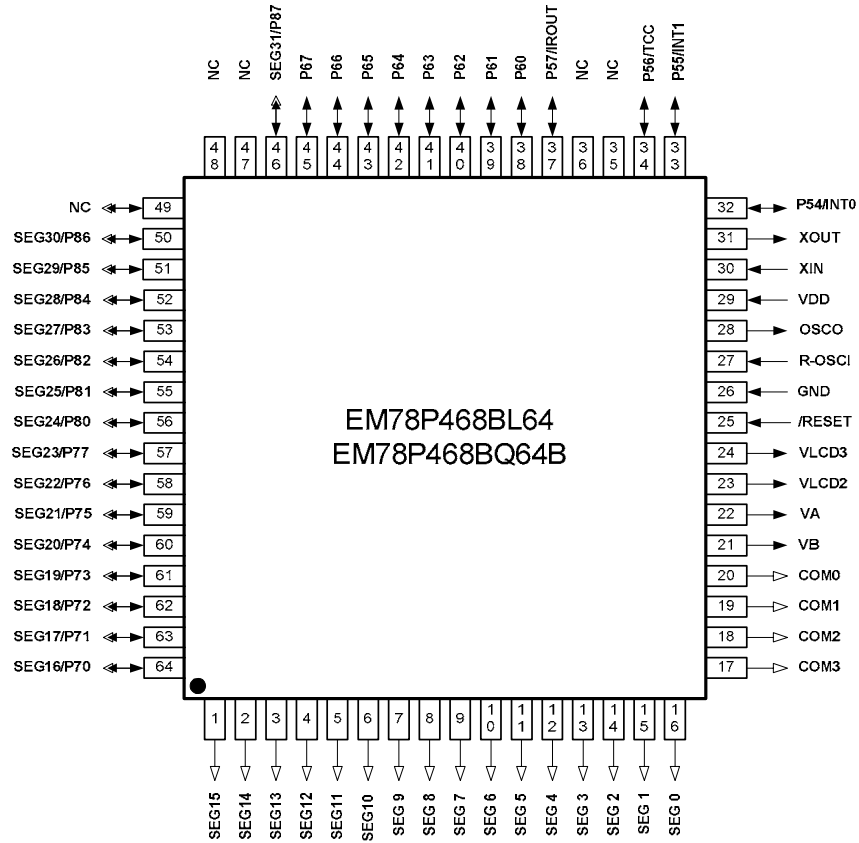 NC
NC
SEG31/P87
P67
P66
P65
P64
P63
P62
P61
P60
P57/IROUT
NC
NC
P56/TCC
P55/INT1
48
47
46
45
44
43
42
41
40
39
38
37
36
35
34
33
NC 49
SEG30/P86 50
SEG29/P85 51
SEG28/P84 52
SEG27/P83 53
SEG26/P82 54
SEG25/P81 55
SEG24/P80 56
SEG23/P77 57
SEG22/P76 58
SEG21/P75 59
SEG20/P74 60
SEG19/P73 61
SEG18/P72 62
SEG17/P71 63
SEG16/P70 64
EM78P468BL64
EM78P468BQ64B
32 P54/INT0
31 XOUT
30 XIN
29 VDD
28 OSCO
27 R-OSCI
26 GND
25 /RESET
24 VLCD3
23 VLCD2
22 VA
21 VB
20 COM0
19 COM1
18 COM2
17 COM3
1
2
3
4
5
6
7
8
9
10
11
12
13
14
15
16
SEG15
SEG14
SEG13
SEG12
SEG11
SEG10
SEG 9
SEG 8
SEG 7
SEG 6
SEG 5
SEG 4
SEG 3
SEG 2
SEG 1
SEG 0